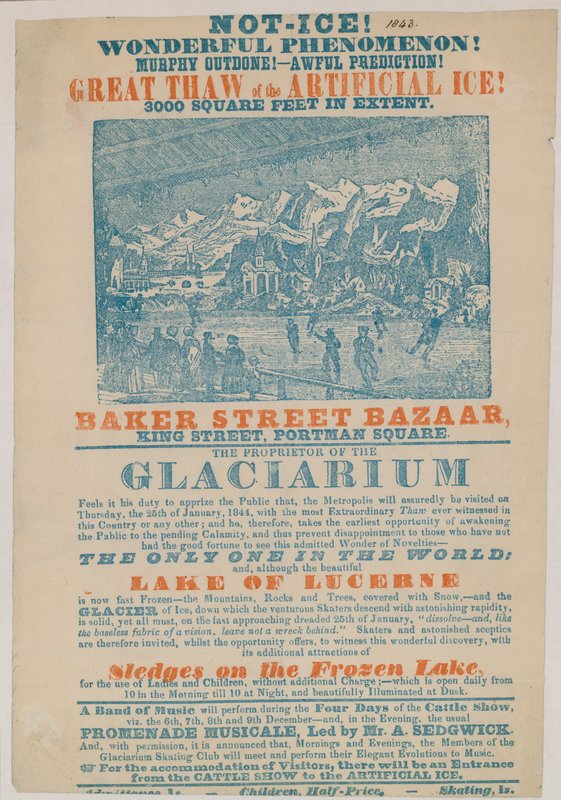 NOT-ICE!
1843.
WONDERFUL PHENOMENON!
MURPHY OUTDONE!—AWFUL PREDICTION!
GREAT THAW of the ARTIFICIAL ICE!
3000 SQUARE FEET IN EXTENT.
BAKER STREET BAZAAR,
KING STREET, PORTMAN SQUARE.
THE PROPRIETOR OF THE
GLACIARIUM
Feels it his duty to apprize the Public that, the Metropolis will assuredly be visited on
Thursday, the 25th of January, 1844, with the most Extraordinary Thaw ever witnessed in
this Country or any other; and he, therefore, takes the earliest opportunity of awakening
the Public to the pending Calamity, and thus prevent disappointment to those who have not
had the good fortune to see this admitted Wonder of Novelties—
THE ONLY ONE IN THE WORLD:
and, although the beautiful
LAKE OF LUCERNE
is now fast Frozen—the Mountains, Rocks and Trees, covered with Snow,—and the
GLACIER of Ice, down which the venturous Skaters descend with astonishing rapidity,
is solid, yet all must, on the fast approaching dreaded 25th of January, "dissolve—and, like
the baseless fabric of a vision, leave not a wreck behind." Skaters and astonished sceptics
are therefore invited, whilst the opportunity offers, to witness this wonderful discovery, with
its additional attractions of
Sledges on the Frozen Lake,
for the use of Ladies and Children, without additional Charge;—which is open daily from
10 in the Morning till 10 at Night, and beautifully Illuminated at Dusk.
A Band of Music will perform during the Four Days of the Cattle Show,
viz. the 6th, 7th, 8th and 9th December—and, in the Evening, the usual
PROMENADE MUSICALE, Led by Mr. A. SEDGWICK.
And, with permission, it is announced that, Mornings and Evenings, the Members of the
Glaciarium Skating Club will meet and perform their Elegant Evolutions to Music.
☞ For the accommodation of Visitors, there will be an Entrance
from the CATTLE SHOW to the ARTIFICIAL ICE.
Admittance 1s. — Children, Half-Price, — Skating, 1s.